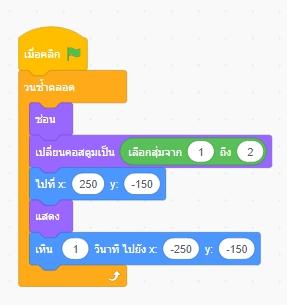 เมื่อคลิก
วนซ้ำตลอด
ซ่อน
เปลี่ยนคอสตูมเป็น เลือกสุ่มจาก 1 ถึง 2
ไปที่ x: 250 y: -150
แสดง
เหิน 1 วินาที ไปยัง x: -250 y: -150